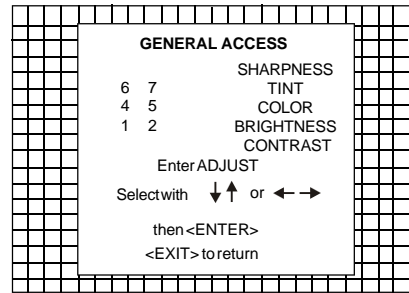 GENERAL ACCESS
SHARPNESS
6 7 TINT
4 5 COLOR
1 2 BRIGHTNESS
CONTRAST
Enter ADJUST
Select with ↓↑ or ←→
then <ENTER>
<EXIT> to return